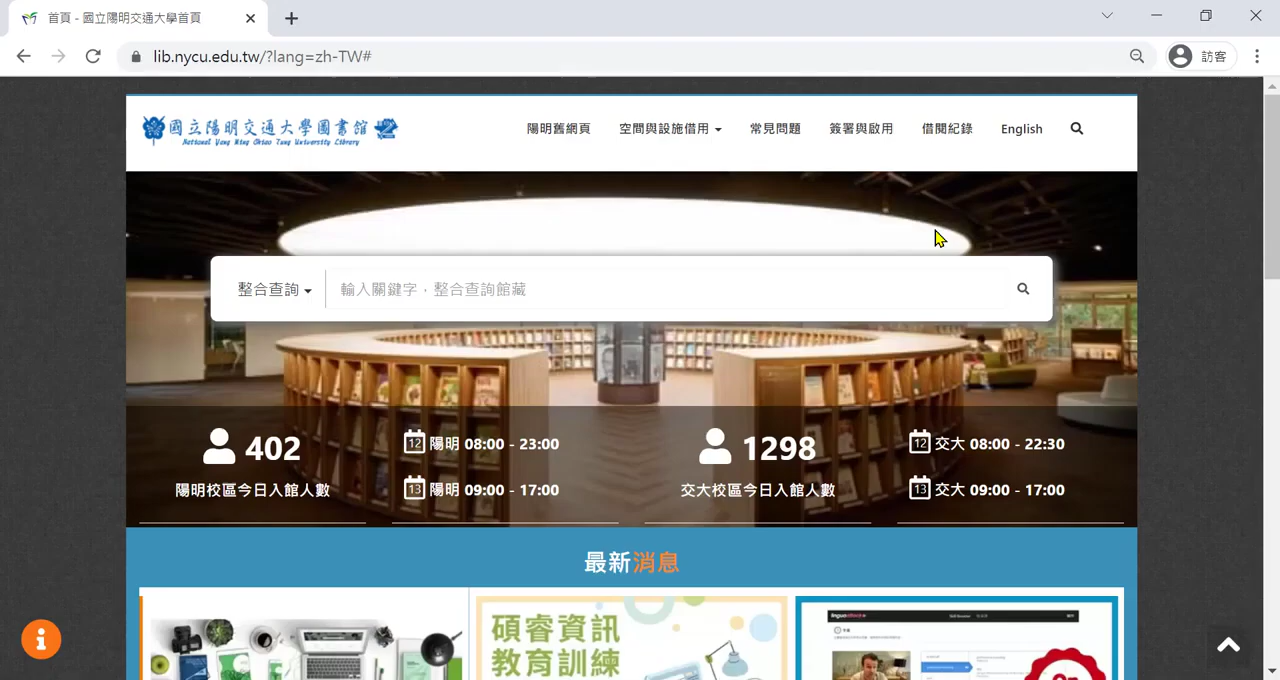 首頁 - 國立陽明交通大學首頁
lib.nycu.edu.tw/?lang=zh-TW#
訪客
國立陽明交通大學圖書館
National Yang Ming Chiao Tung University Library
陽明舊網頁
空間與設施借用
常見問題
簽署與啟用
借閱紀錄
English
整合查詢
輸入關鍵字，整合查詢館藏
402
陽明校區今日入館人數
12 陽明 08:00 - 23:00
13 陽明 09:00 - 17:00
1298
交大校區今日入館人數
12 交大 08:00 - 22:30
13 交大 09:00 - 17:00
最新消息
碩睿資訊
教育訓練